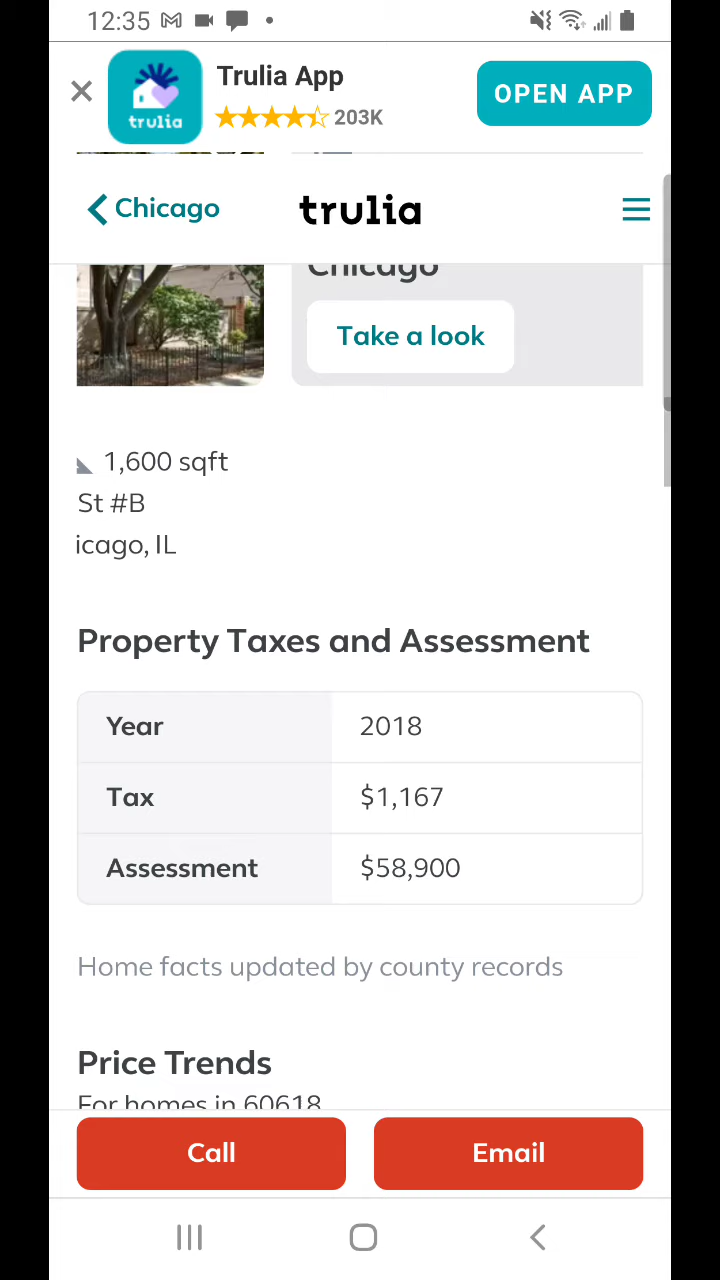 12:35
Trulia App
OPEN APP
203K
trulia
Chicago
trulia
Chicago
Take a look
1,600 sqft
St #B
icago, IL
Property Taxes and Assessment
Year 2018
Tax $1,167
Assessment $58,900
Home facts updated by county records
Price Trends
For homes in 60618
Call
Email